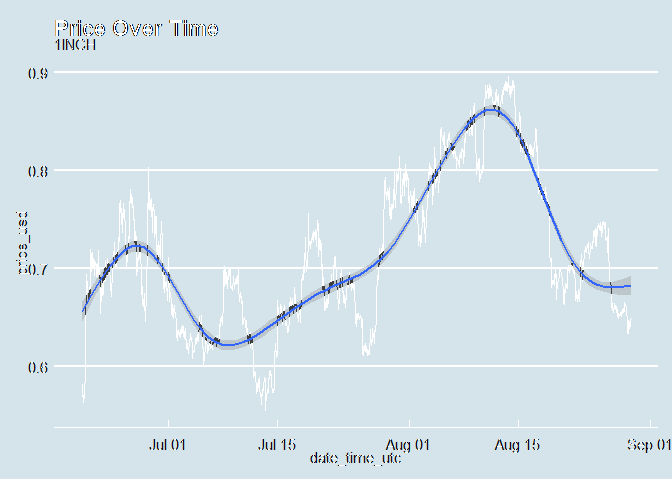 Price Over Time
1INCH
0.9
0.8
0.7
0.6
price_usd
Jul 01
Jul 15
Aug 01
Aug 15
Sep 01
date_time_utc